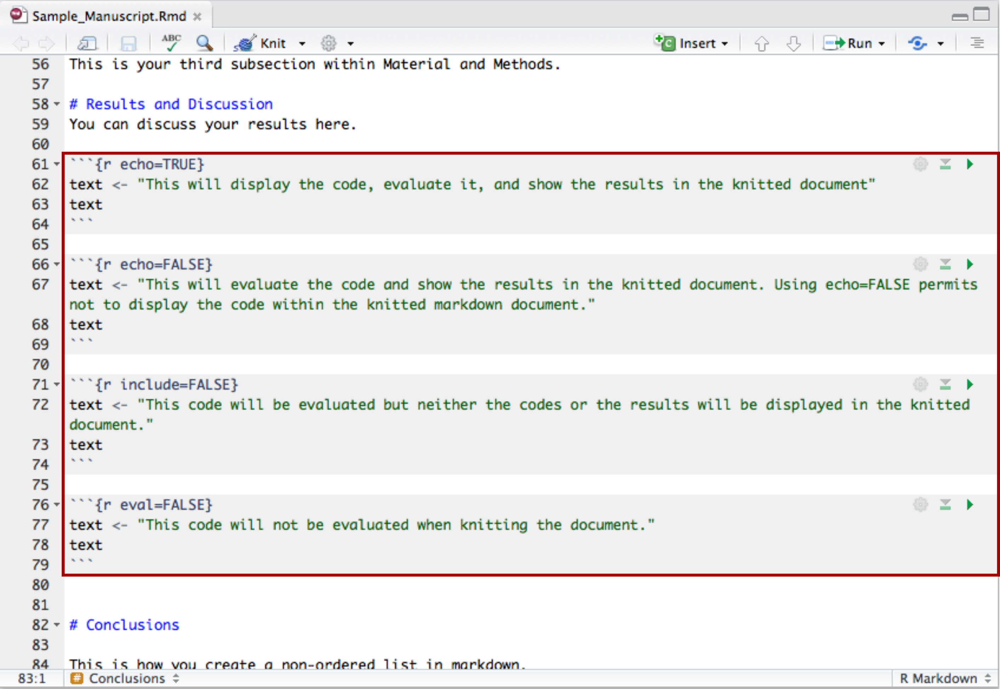 Sample_Manuscript.Rmd
ABC Knit Insert Run
56 This is your third subsection within Material and Methods.
57
58 # Results and Discussion
59 You can discuss your results here.
60
61 ```{r echo=TRUE}
62 text <- "This will display the code, evaluate it, and show the results in the knitted document"
63 text
64 ```
65
66 ```{r echo=FALSE}
67 text <- "This will evaluate the code and show the results in the knitted document. Using echo=FALSE permits
not to display the code within the knitted markdown document."
68 text
69 ```
70
71 ```{r include=FALSE}
72 text <- "This code will be evaluated but neither the codes or the results will be displayed in the knitted
document."
73 text
74 ```
75
76 ```{r eval=FALSE}
77 text <- "This code will not be evaluated when knitting the document."
78 text
79 ```
80
81
82 # Conclusions
83
84 This is how you create a non-ordered list in markdown.
83:1 # Conclusions R Markdown